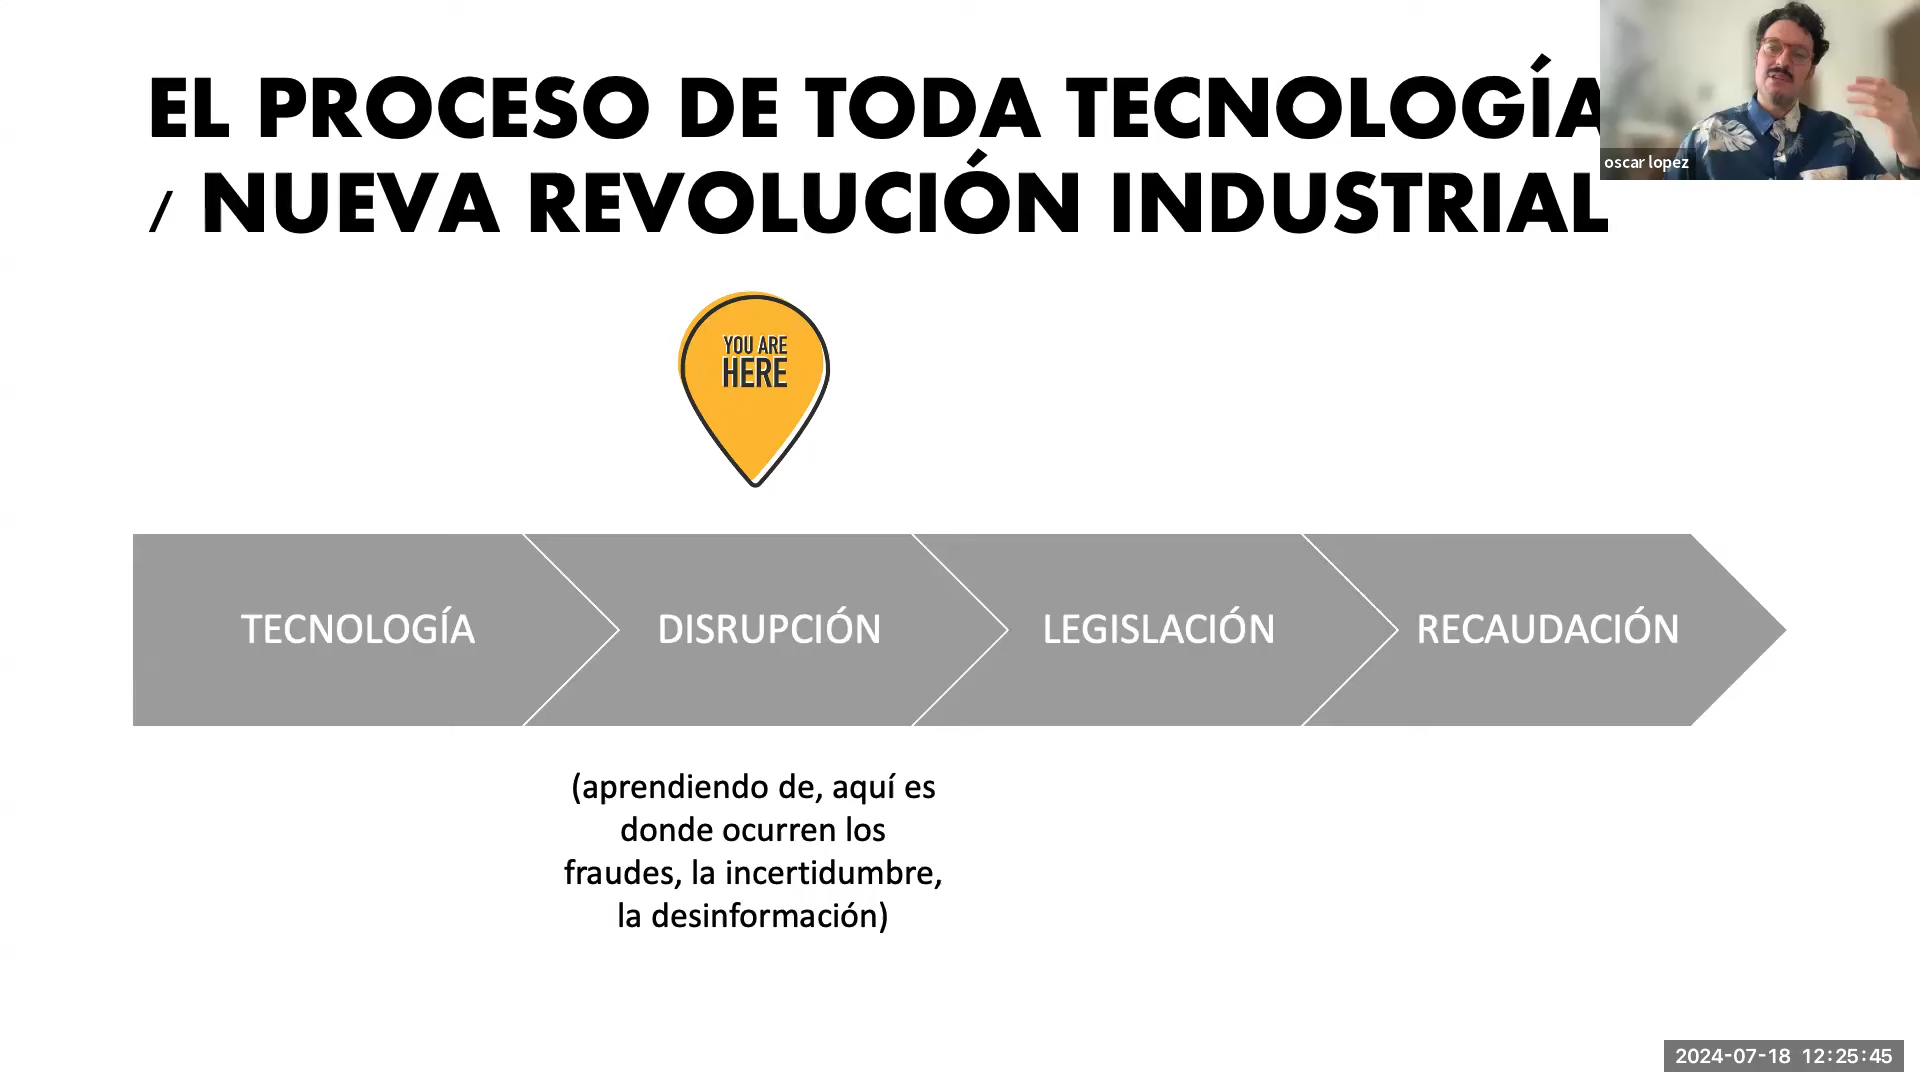 EL PROCESO DE TODA TECNOLOGÍA
/ NUEVA REVOLUCIÓN INDUSTRIAL
oscar lopez
YOU ARE
HERE
TECNOLOGÍA
DISRUPCIÓN
LEGISLACIÓN
RECAUDACIÓN
(aprendiendo de, aquí es
donde ocurren los
fraudes, la incertidumbre,
la desinformación)
2024-07-18 12:25:45